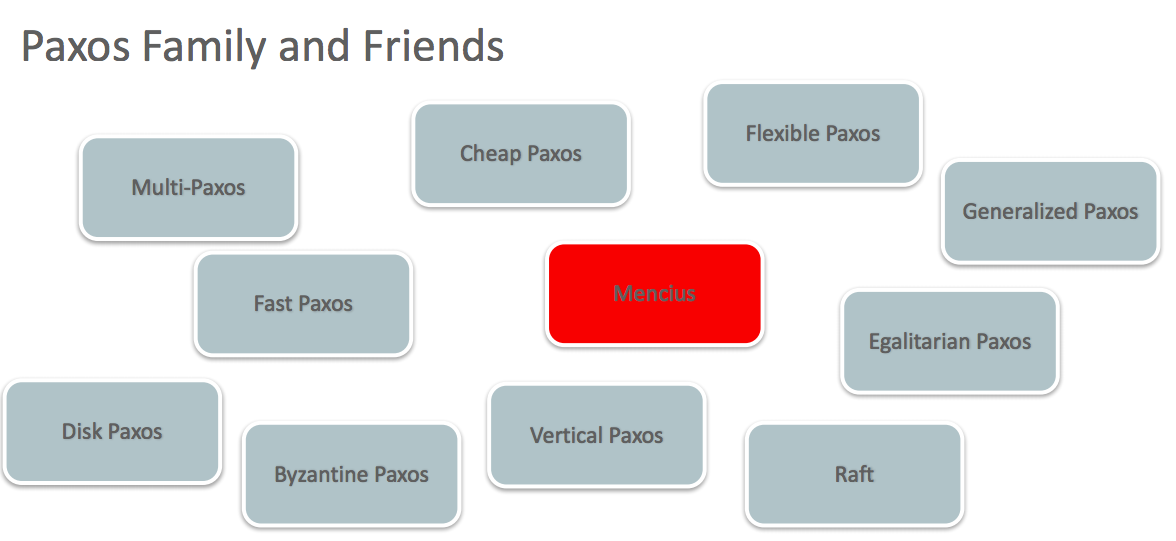 Paxos Family and Friends
Flexible Paxos
Cheap Paxos
Multi-Paxos
Generalized Paxos
Mencius
Fast Paxos
Egalitarian Paxos
Disk Paxos
Vertical Paxos
Byzantine Paxos
Raft